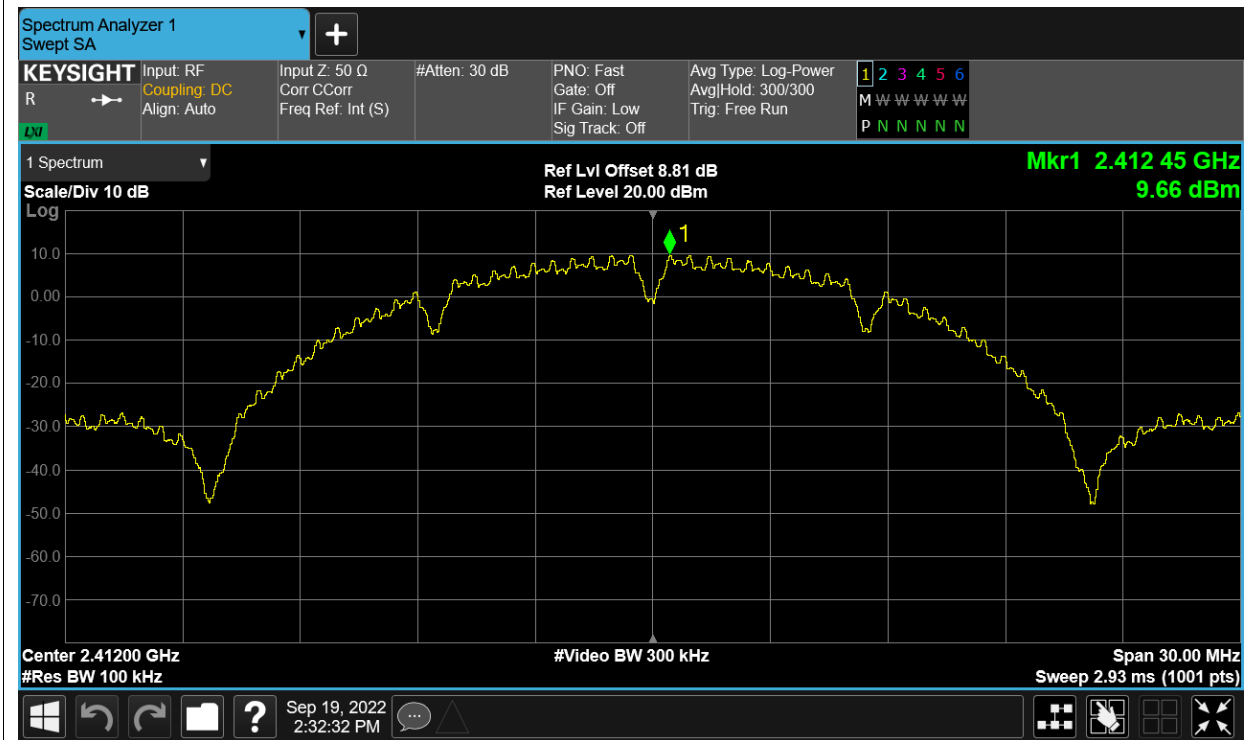 Spectrum Analyzer 1
Swept SA
+
KEYSIGHT
R
LXI
Input: RF
Coupling: DC
Align: Auto
Input Z: 50 Ω
Corr CCorr
Freq Ref: Int (S)
#Atten: 30 dB
PNO: Fast
Gate: Off
IF Gain: Low
Sig Track: Off
Avg Type: Log-Power
Avg|Hold: 300/300
Trig: Free Run
1 2 3 4 5 6
M W W W W W
P N N N N N
1 Spectrum
Scale/Div 10 dB
Log
Ref Lvl Offset 8.81 dB
Ref Level 20.00 dBm
Mkr1 2.412 45 GHz
9.66 dBm
1
10.0
0.00
-10.0
-20.0
-30.0
-40.0
-50.0
-60.0
-70.0
Center 2.41200 GHz
#Res BW 100 kHz
#Video BW 300 kHz
Span 30.00 MHz
Sweep 2.93 ms (1001 pts)
?
Sep 19, 2022
2:32:32 PM